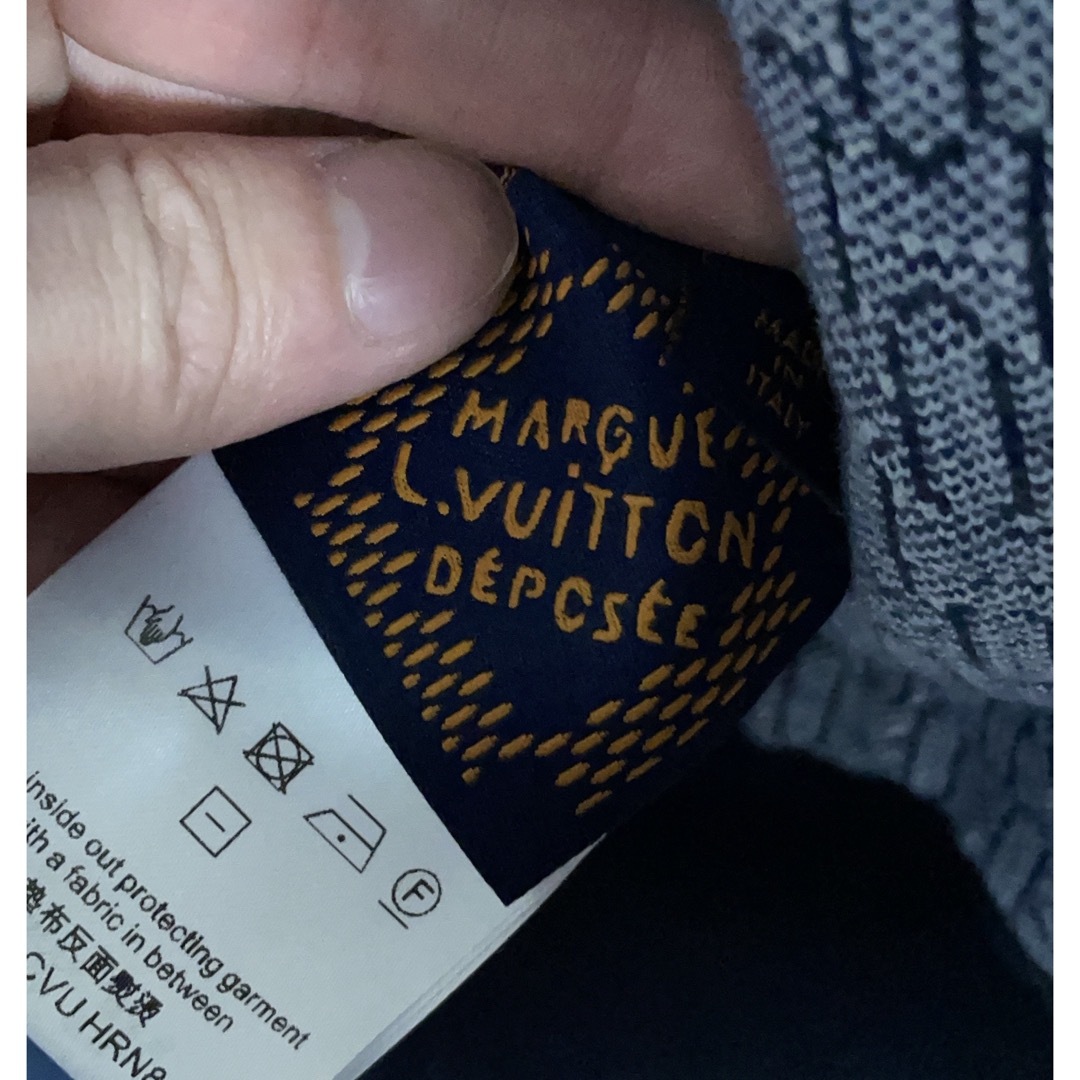 MADE
IN
ITALY
MARQUE
L.VUITTON
DÉPOSÉE
F
inside out protecting garment
with a fabric in between
垫布反面熨烫
CVU HRN8